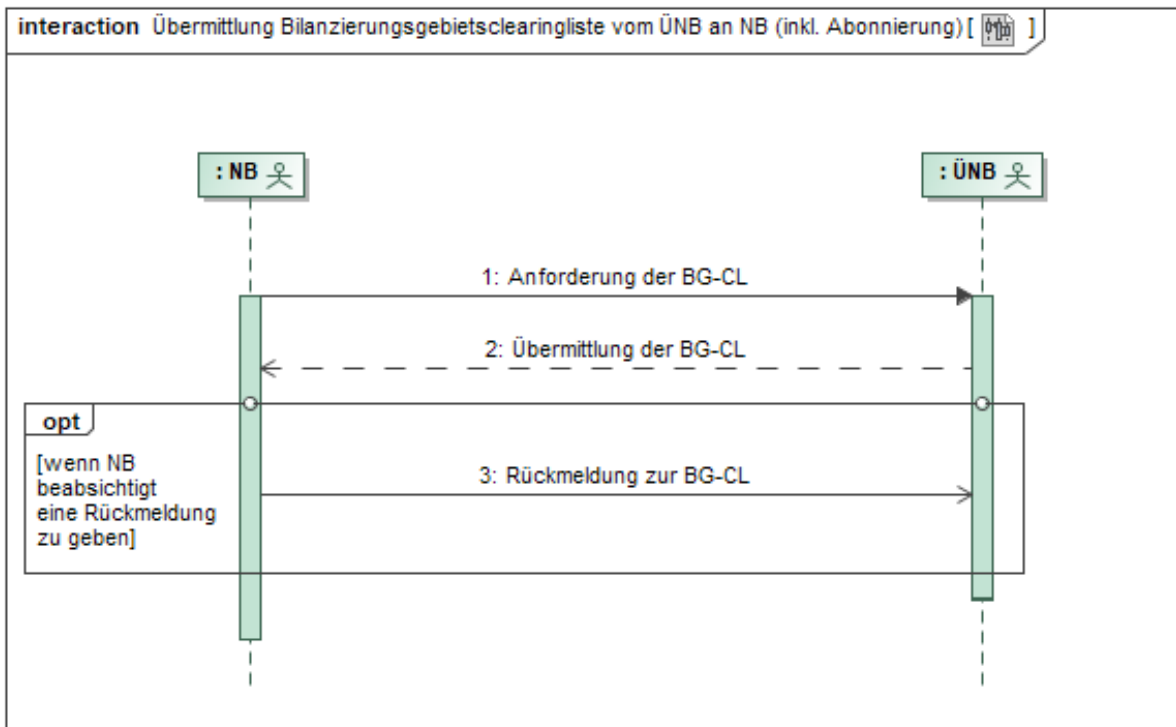 interaction Übermittlung Bilanzierungsgebietsclearingliste vom ÜNB an NB (inkl. Abonnierung) [ ]
: NB
: ÜNB
1: Anforderung der BG-CL
2: Übermittlung der BG-CL
opt
[wenn NB
beabsichtigt
eine Rückmeldung
zu geben]
3: Rückmeldung zur BG-CL